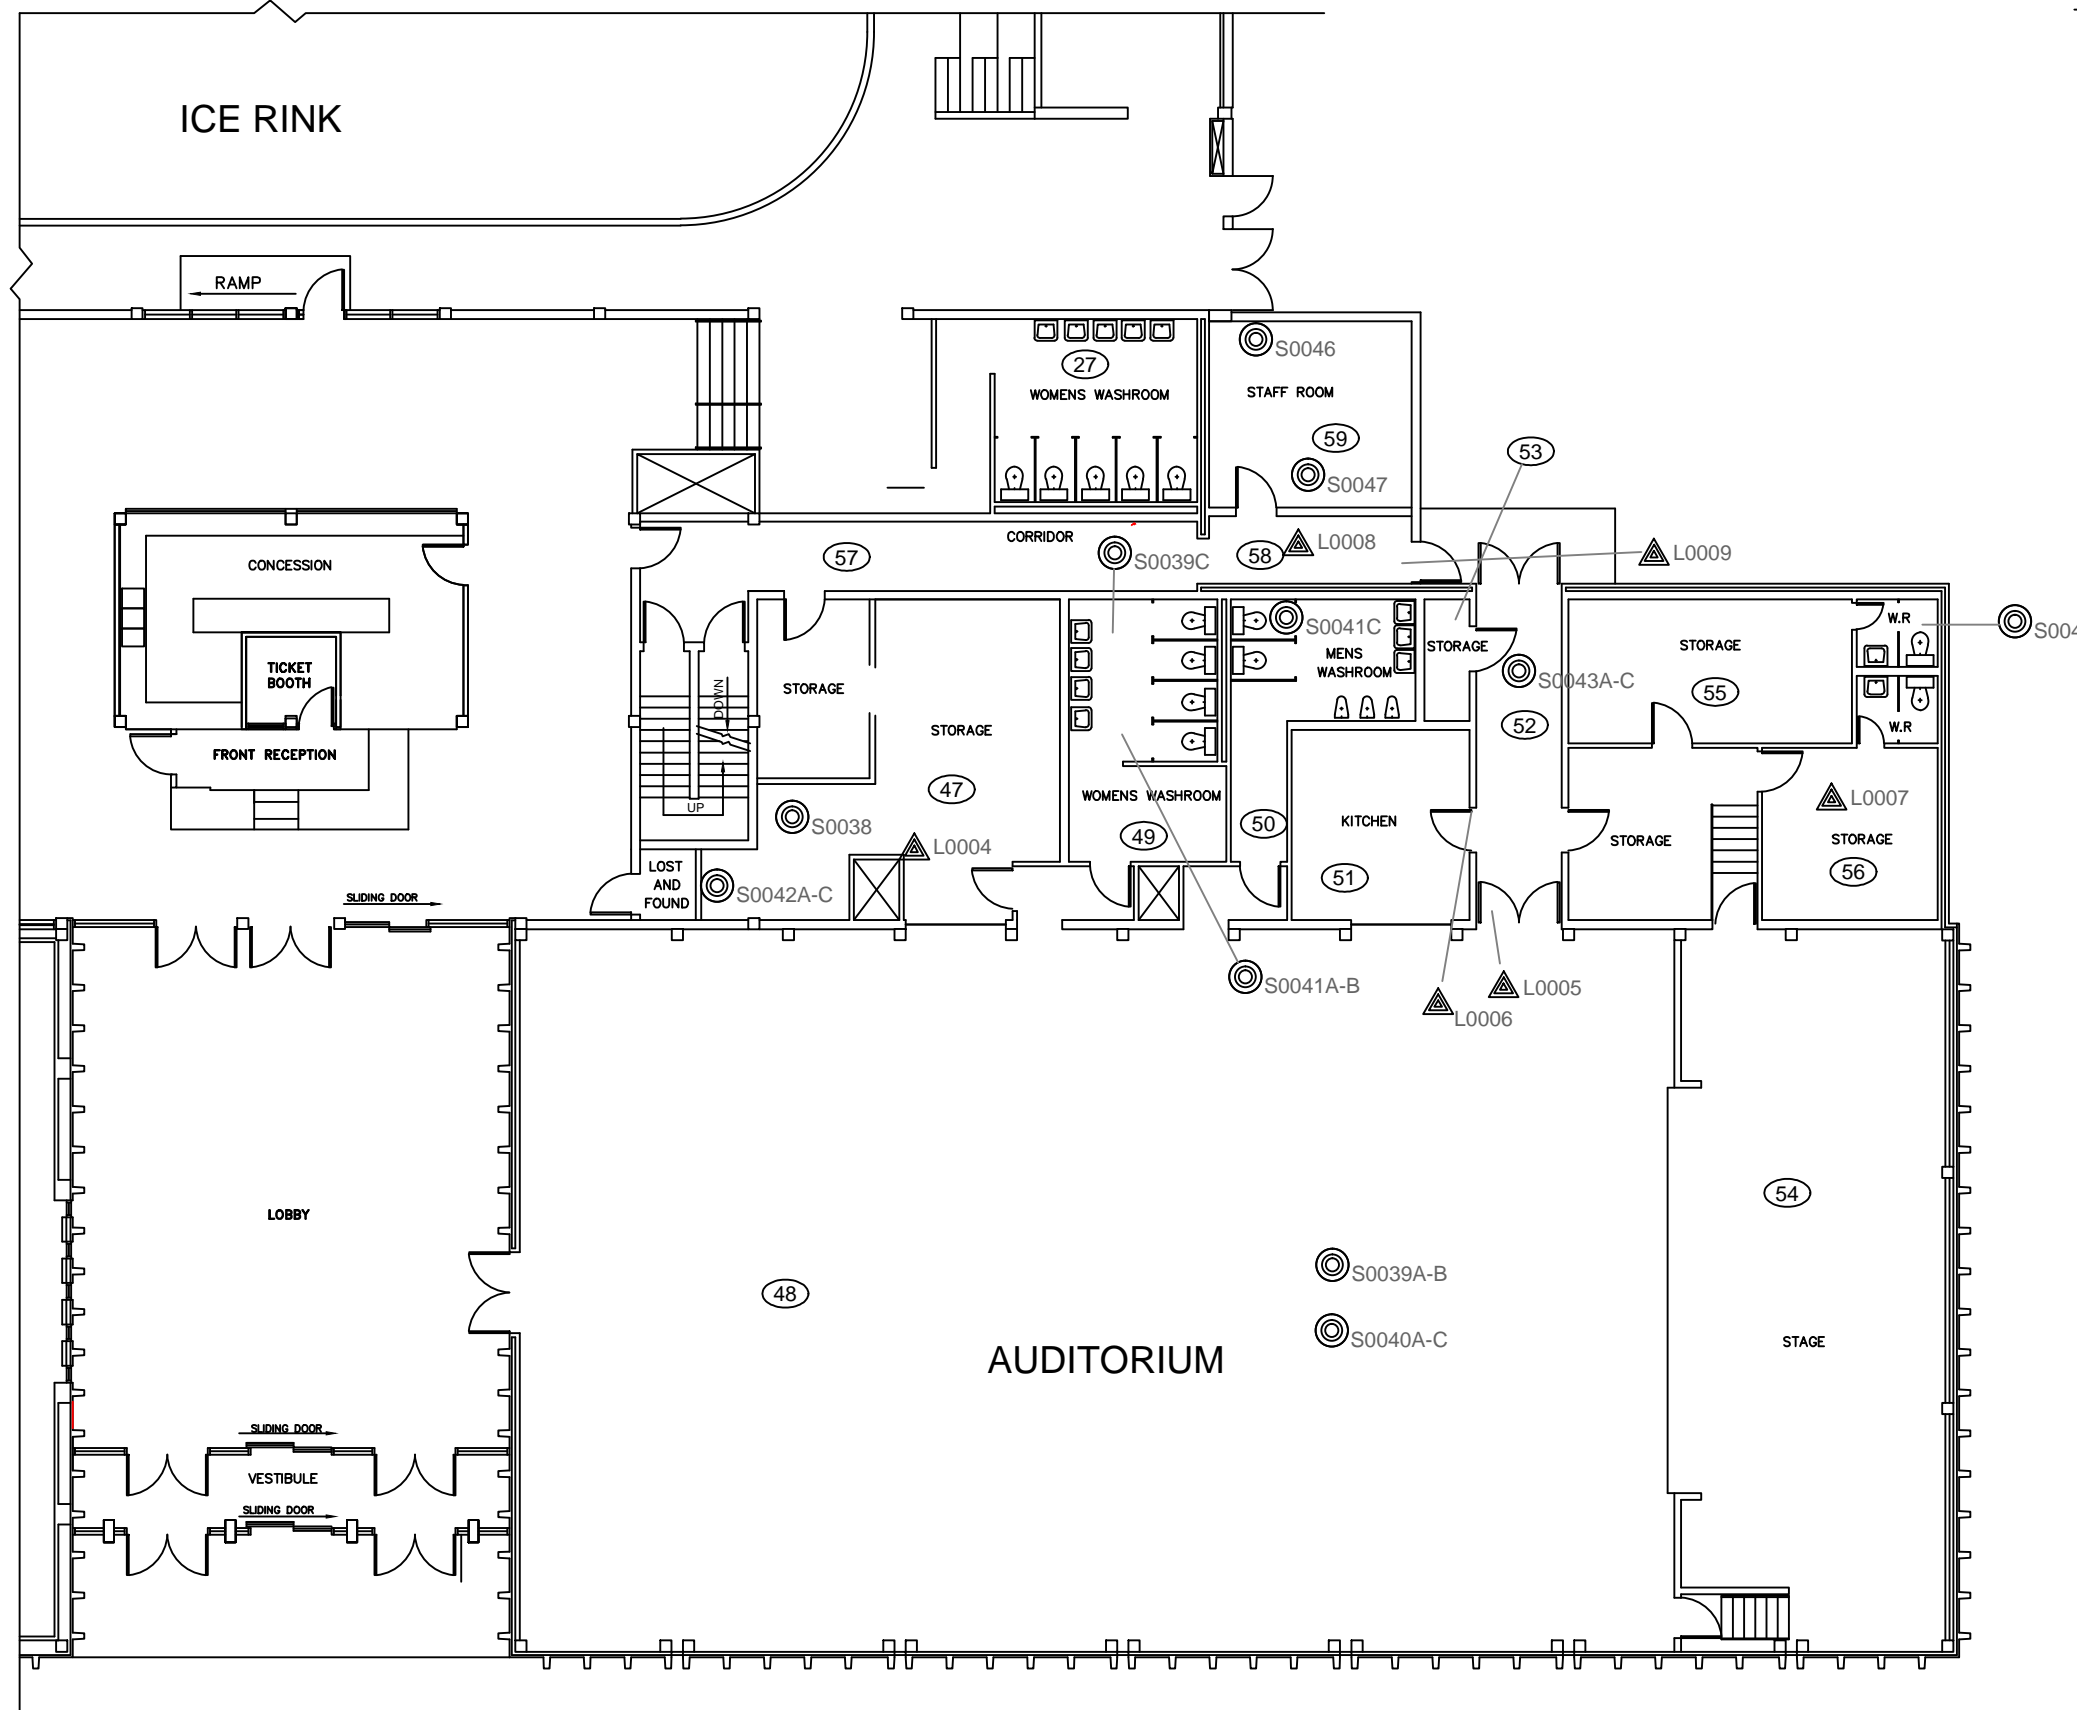 ICE RINK
RAMP
S0046
27
WOMENS WASHROOM
STAFF ROOM
59
53
S0047
CORRIDOR
57
S0039C
58
L0008
L0009
CONCESSION
TICKET
BOOTH
FRONT RECEPTION
S0041C
MENS
WASHROOM
STORAGE
S0043A-C
STORAGE
W.R
S004
55
W.R
52
STORAGE
DOWN
UP
STORAGE
47
S0038
L0004
WOMENS WASHROOM
49
50
KITCHEN
51
STORAGE
L0007
STORAGE
56
LOST
AND
FOUND
S0042A-C
SLIDING DOOR
S0041A-B
L0005
L0006
LOBBY
54
48
S0039A-B
S0040A-C
AUDITORIUM
STAGE
SLIDING DOOR
VESTIBULE
SLIDING DOOR